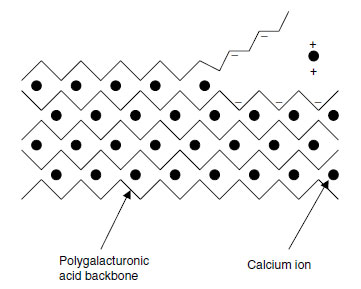 +
+
Polygalacturonic
acid backbone
Calcium ion